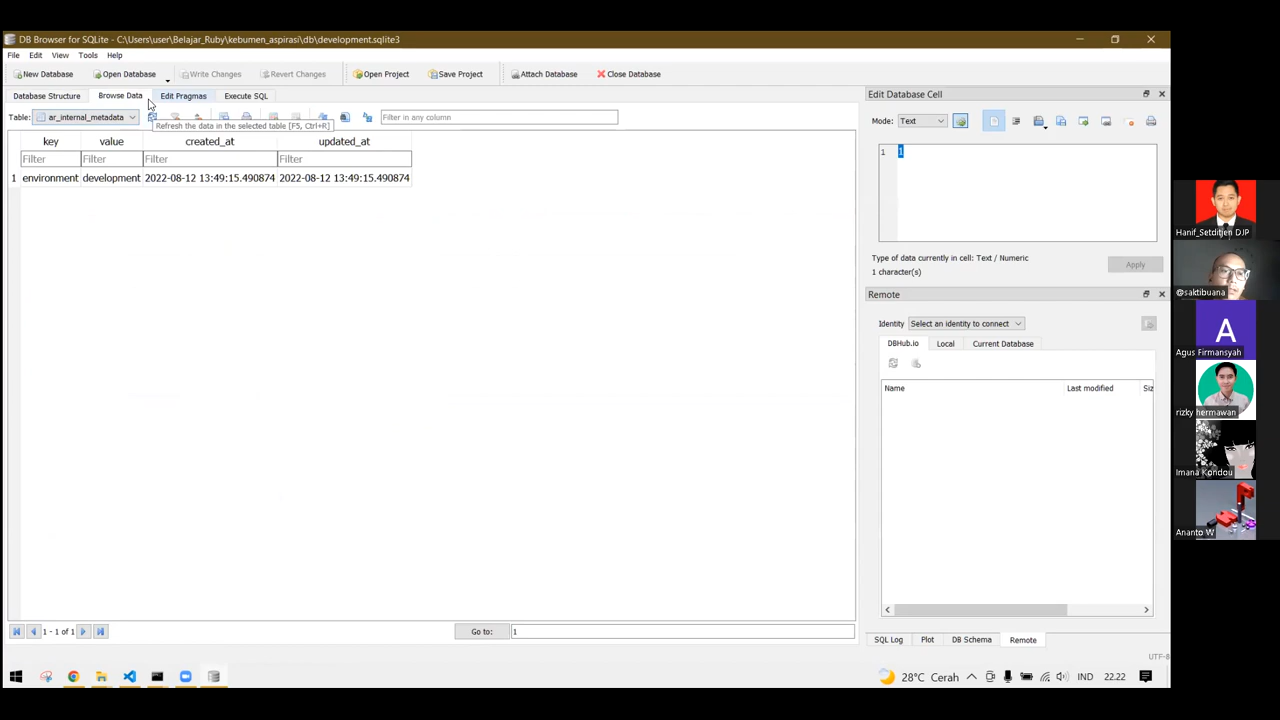 DB Browser for SQLite - C:\Users\user\Belajar_Ruby\kebumen_aspirasi\db\development.sqlite3
File Edit View Tools Help
New Database Open Database Write Changes Revert Changes Open Project Save Project Attach Database Close Database
Database Structure Browse Data Edit Pragmas Execute SQL
Table: ar_internal_metadata Filter in any column
Refresh the data in the selected table [F5, Ctrl+R]
key value created_at updated_at
Filter Filter Filter Filter
1 environment development 2022-08-12 13:49:15.490874 2022-08-12 13:49:15.490874
1 - 1 of 1 Go to: 1
Edit Database Cell
Mode: Text
1 1
Type of data currently in cell: Text / Numeric
1 character(s)
Apply
Remote
Identity Select an identity to connect
DBHub.io Local Current Database
Name Last modified Siz
SQL Log Plot DB Schema Remote
UTF-8
28°C Cerah IND 22.22
Hanif_Setditjen DJP
@saktibuana
A
Agus Firmansyah
rizky hermawan
Imana Kondou
Ananto W